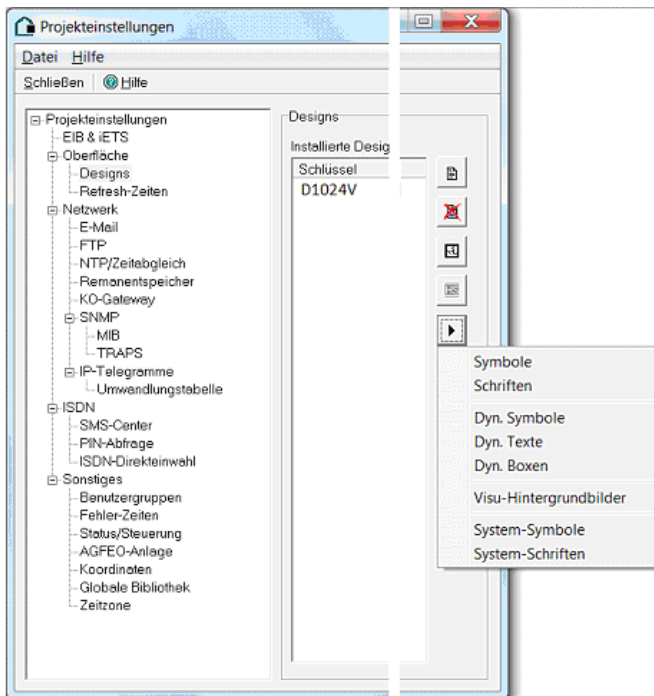 Projekteinstellungen
Datei Hilfe
Schließen Hilfe
Projekteinstellungen
EIB & iETS
Oberfläche
Designs
Refresh-Zeiten
Netzwerk
E-Mail
FTP
NTP/Zeitabgleich
Remanentspeicher
KO-Gateway
SNMP
MIB
TRAPS
IP-Telegramme
Umwandlungstabelle
ISDN
SMS-Center
PIN-Abfrage
ISDN-Direkteinwahl
Sonstiges
Benutzergruppen
Fehler-Zeiten
Status/Steuerung
AGFEO-Anlage
Koordinaten
Globale Bibliothek
Zeitzone
Designs
Installierte Desig
Schlüssel
D1024V
Symbole
Schriften
Dyn. Symbole
Dyn. Texte
Dyn. Boxen
Visu-Hintergrundbilder
System-Symbole
System-Schriften